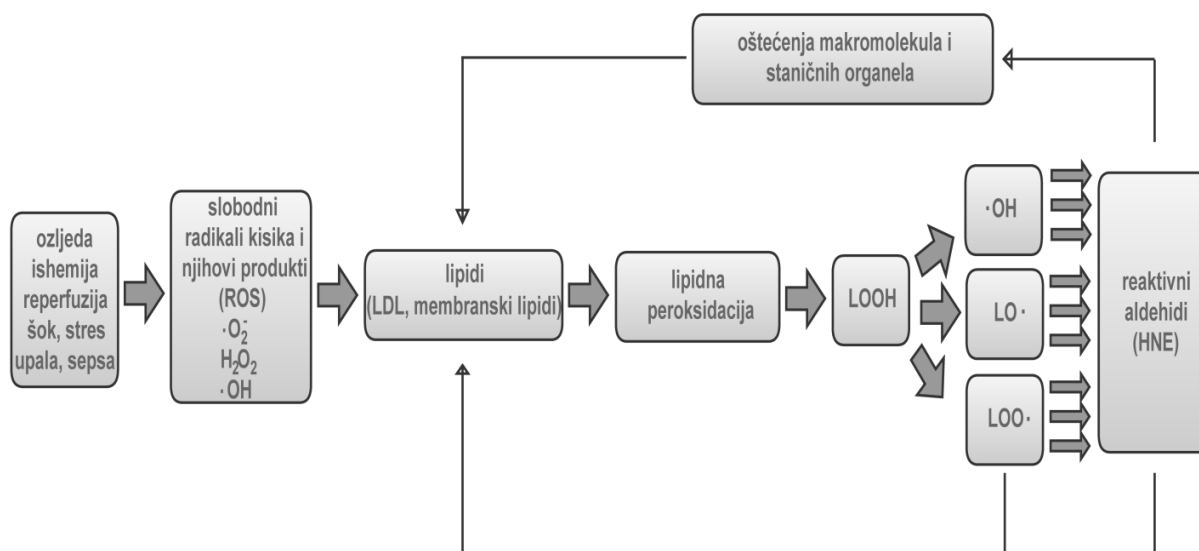 oštećenja makromolekula i
staničnih organela
ozljeda
ishemija
reperfuzija
šok, stres
upala, sepsa
slobodni
radikali kisika i
njihovi produkti
(ROS)
·O₂⁻
H₂O₂
·OH
lipidi
(LDL, membranski lipidi)
lipidna
peroksidacija
LOOH
·OH
LO·
LOO·
reaktivni
aldehidi
(HNE)